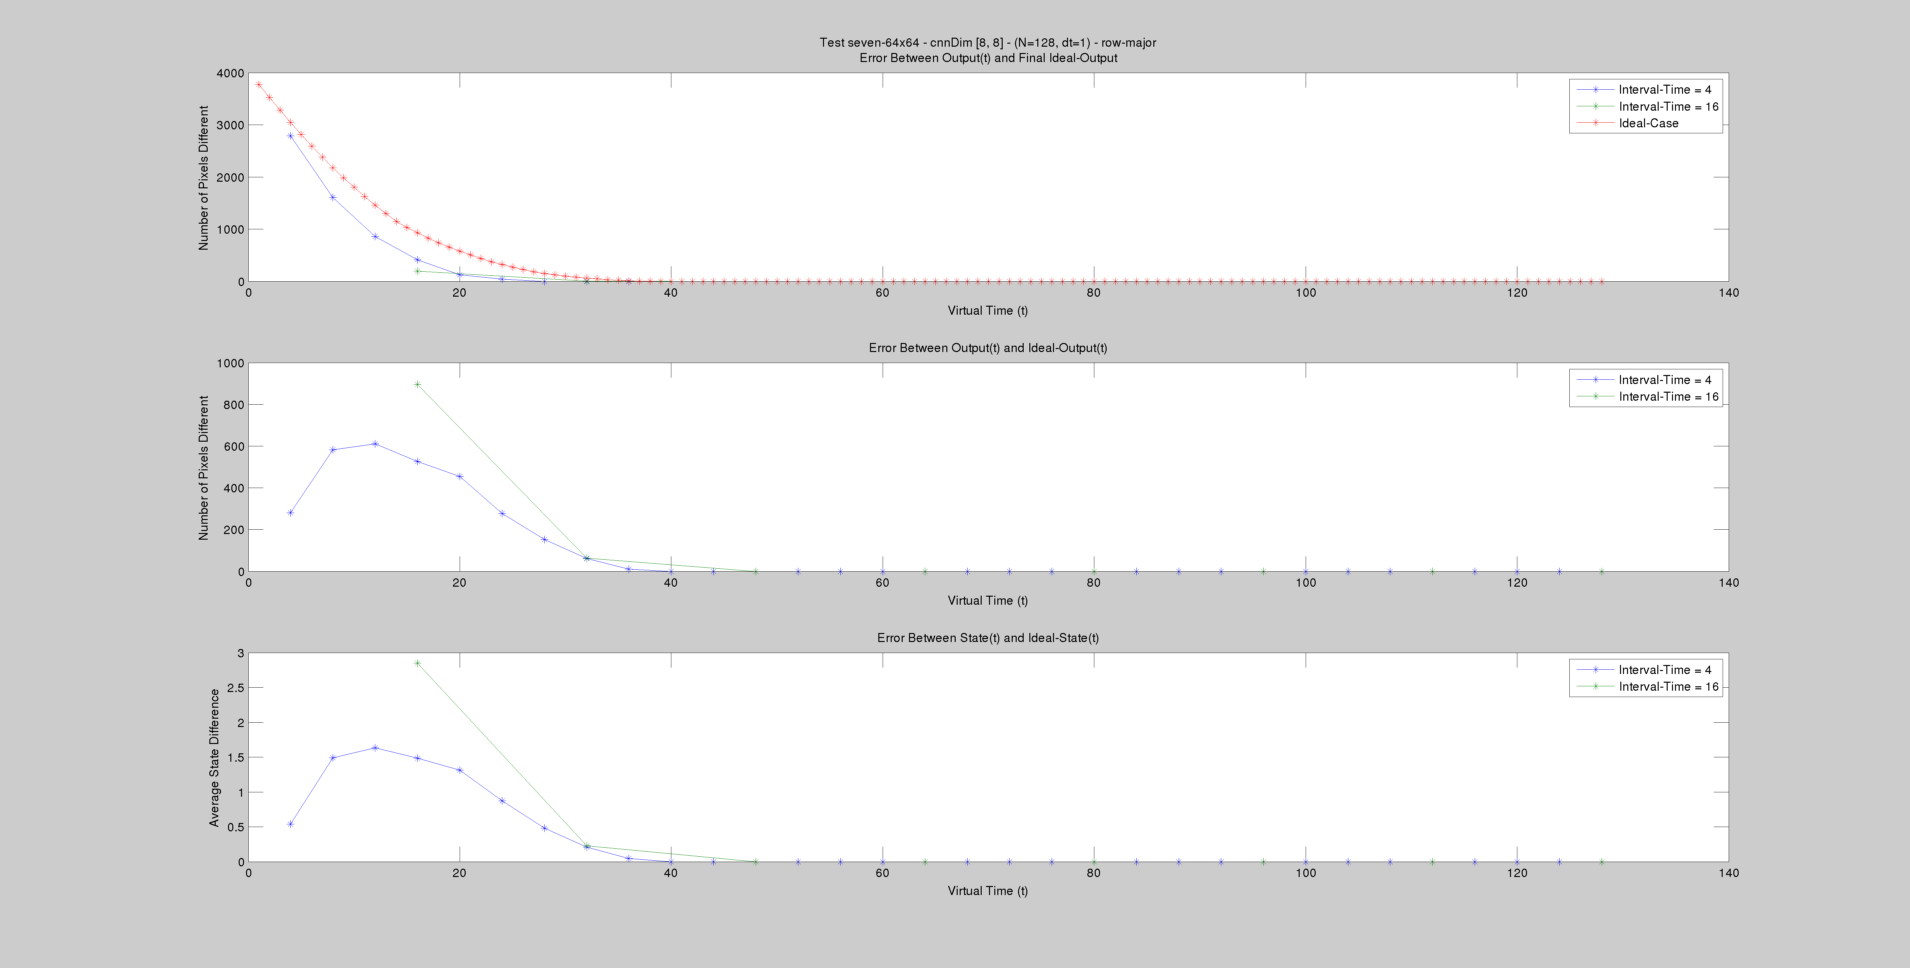 Test seven-64x64 - cnnDim [8, 8] - (N=128, dt=1) - row-major
Error Between Output(t) and Final Ideal-Output
Number of Pixels Different
4000
3000
2000
1000
0
0 20 40 60 80 100 120 140
Virtual Time (t)
Interval-Time = 4
Interval-Time = 16
Ideal-Case
Error Between Output(t) and Ideal-Output(t)
Number of Pixels Different
1000
800
600
400
200
0
0 20 40 60 80 100 120 140
Virtual Time (t)
Interval-Time = 4
Interval-Time = 16
Error Between State(t) and Ideal-State(t)
Average State Difference
3
2.5
2
1.5
1
0.5
0
0 20 40 60 80 100 120 140
Virtual Time (t)
Interval-Time = 4
Interval-Time = 16